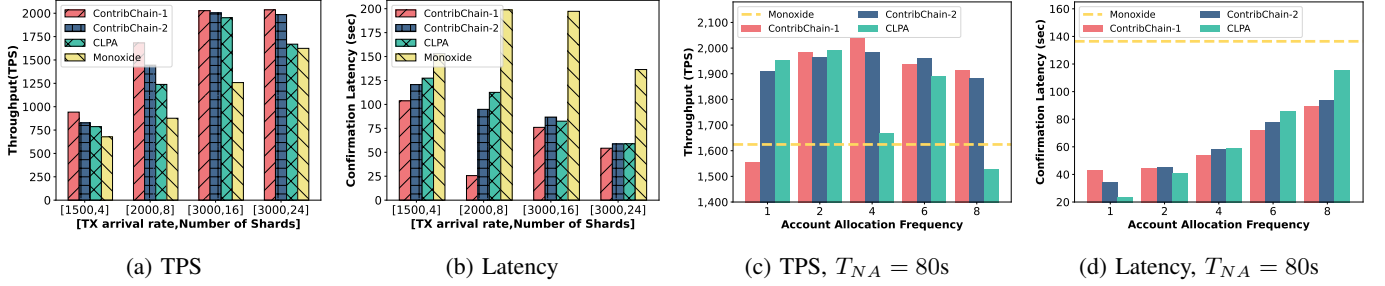 ContribChain-1
ContribChain-2
CLPA
Monoxide
Throughput(TPS)
2000
1750
1500
1250
1000
750
500
250
0
[1500,4] [2000,8] [3000,16] [3000,24]
[TX arrival rate,Number of Shards]
(a) TPS
ContribChain-1
ContribChain-2
CLPA
Monoxide
Confirmation Latency (sec)
200
175
150
125
100
75
50
25
0
[1500,4] [2000,8] [3000,16] [3000,24]
[TX arrival rate,Number of Shards]
(b) Latency
Monoxide ContribChain-2
ContribChain-1 CLPA
Throughput (TPS)
2,100
2,000
1,900
1,800
1,700
1,600
1,500
1,400
1 2 4 6 8
Account Allocation Frequency
(c) TPS, T_{NA} = 80s
Monoxide ContribChain-2
ContribChain-1 CLPA
Confirmation Latency (sec)
160
140
120
100
80
60
40
20
1 2 4 6 8
Account Allocation Frequency
(d) Latency, T_{NA} = 80s